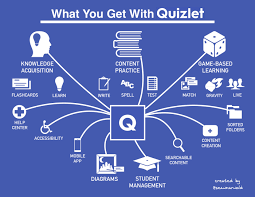 What You Get With Quizlet
KNOWLEDGE
ACQUISITION
CONTENT
PRACTICE
GAME-BASED
LEARNING
FLASHCARDS
LEARN
WRITE
SPELL
TEST
MATCH
GRAVITY
LIVE
HELP
CENTER
ACCESSIBILITY
Q
SORTED
FOLDERS
CONTENT
CREATION
MOBILE
APP
DIAGRAMS
STUDENT
MANAGEMENT
SEARCHABLE
CONTENT
created by